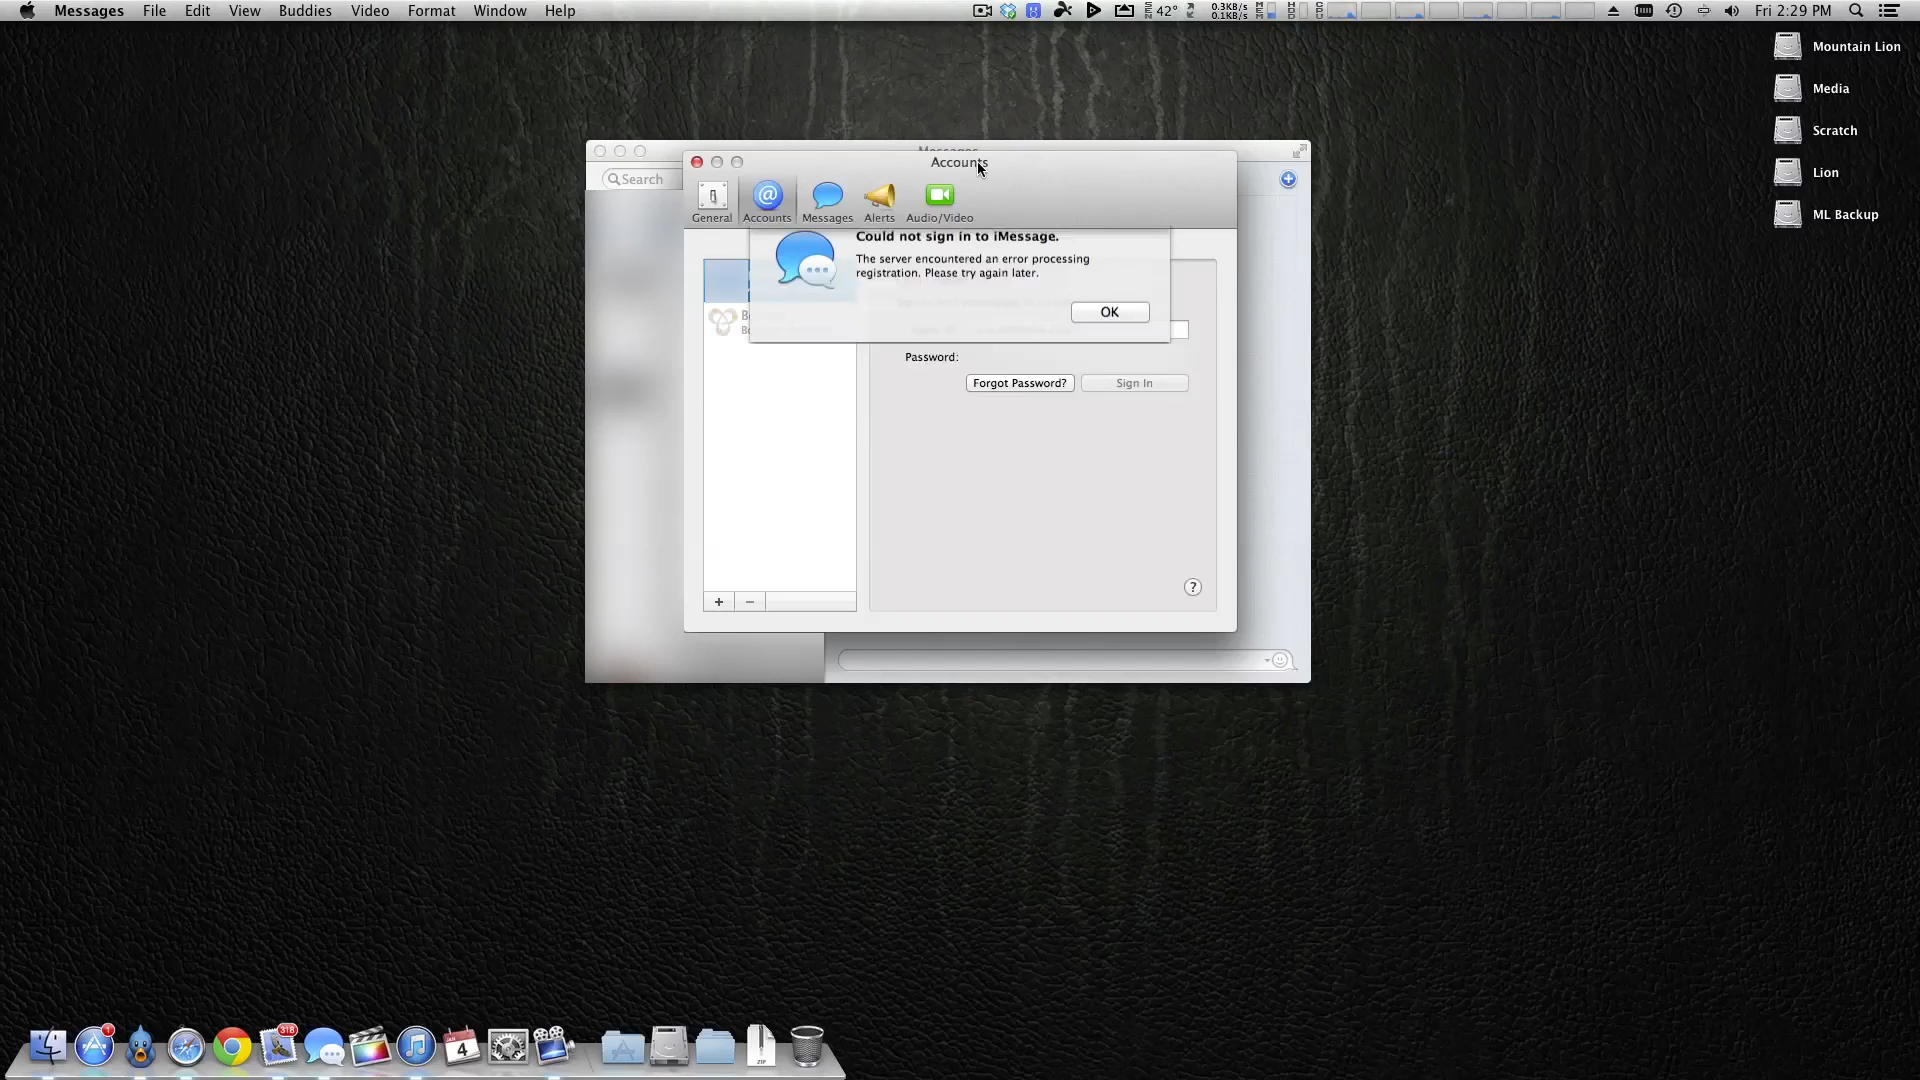 Messages File Edit View Buddies Video Format Window Help
42° 0.3KB/s 0.1KB/s Fri 2:29 PM
Mountain Lion
Media
Scratch
Lion
ML Backup
Search
Accounts
General Accounts Messages Alerts Audio/Video
Could not sign in to iMessage.
The server encountered an error processing
registration. Please try again later.
OK
Password:
Forgot Password? Sign In
+ −
?
1
318
JAN
4
ZIP